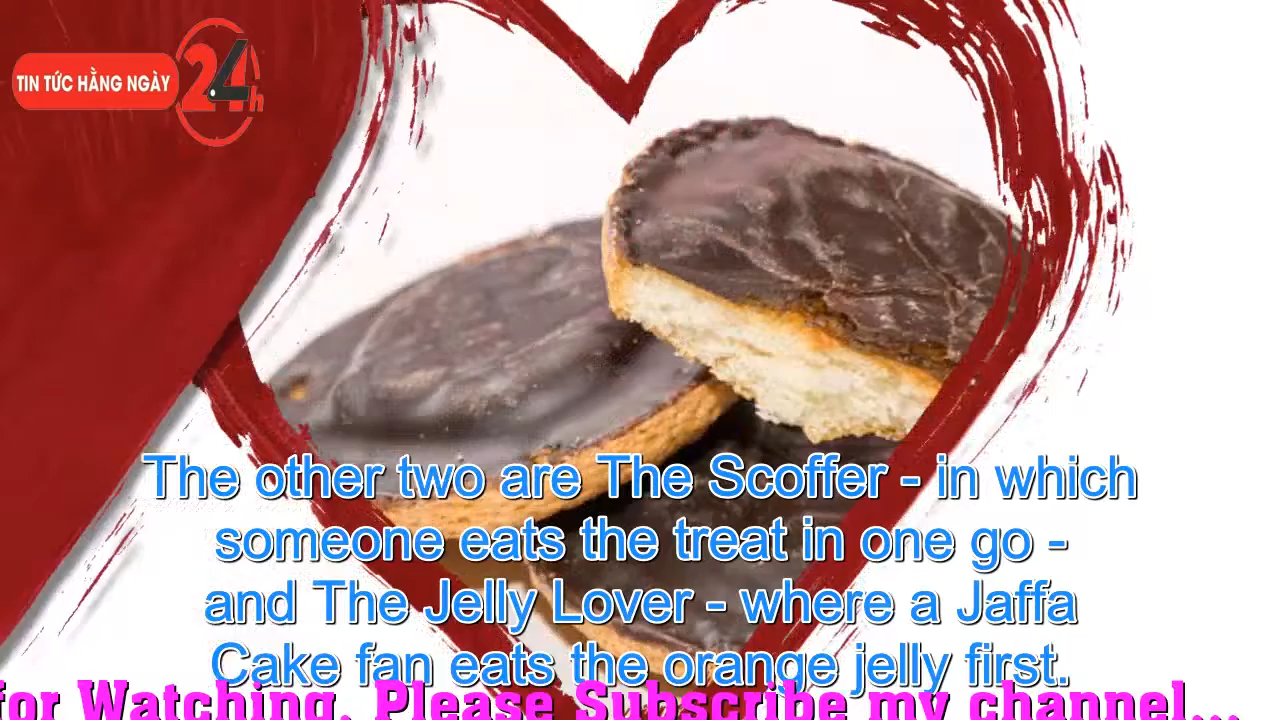 TIN TỨC HẰNG NGÀY
24h
The other two are The Scoffer - in which
someone eats the treat in one go -
and The Jelly Lover - where a Jaffa
Cake fan eats the orange jelly first.
for Watching. Please Subscribe my channel...